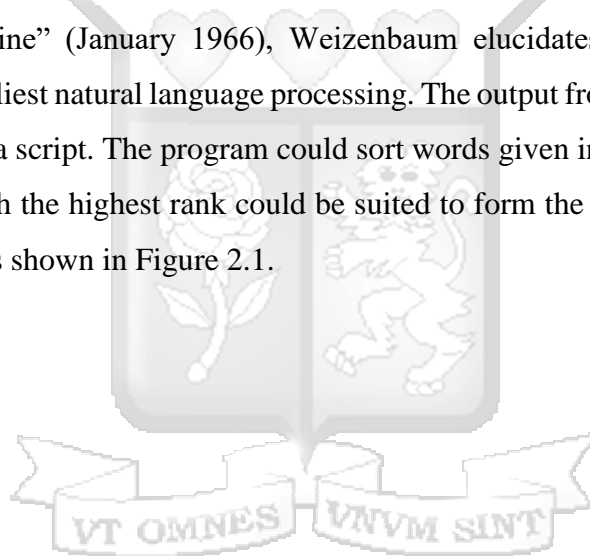 ine” (January 1966), Weizenbaum elucidates
liest natural language processing. The output fro
a script. The program could sort words given in
h the highest rank could be suited to form the
s shown in Figure 2.1.
VT OMNES VNVM SINT